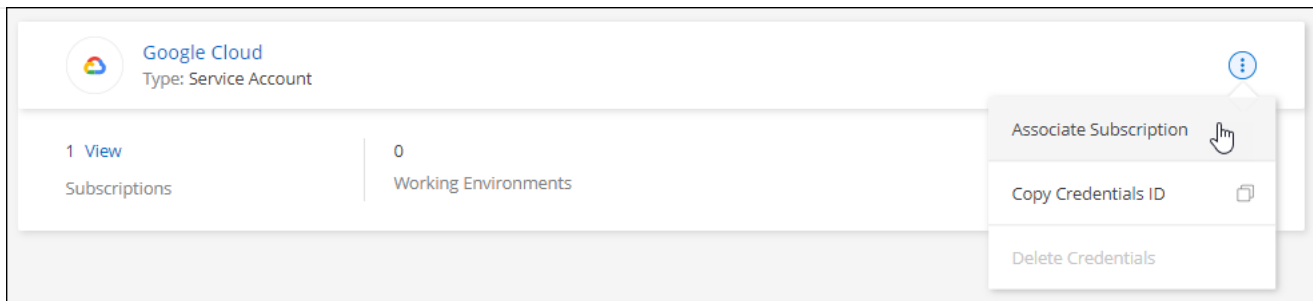 Google Cloud
Type: Service Account
1 View
Subscriptions
0
Working Environments
Associate Subscription
Copy Credentials ID
Delete Credentials